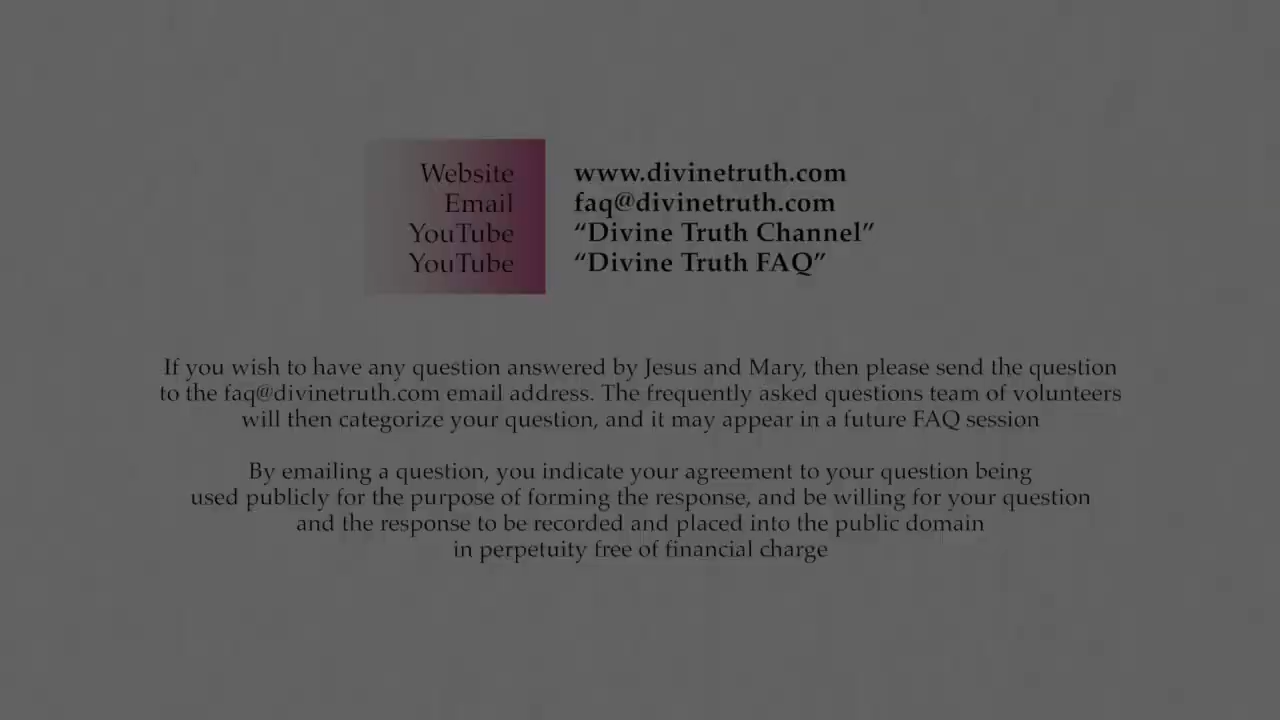 Website www.divinetruth.com
Email faq@divinetruth.com
YouTube “Divine Truth Channel”
YouTube “Divine Truth FAQ”
If you wish to have any question answered by Jesus and Mary, then please send the question
to the faq@divinetruth.com email address. The frequently asked questions team of volunteers
will then categorize your question, and it may appear in a future FAQ session
By emailing a question, you indicate your agreement to your question being
used publicly for the purpose of forming the response, and be willing for your question
and the response to be recorded and placed into the public domain
in perpetuity free of financial charge